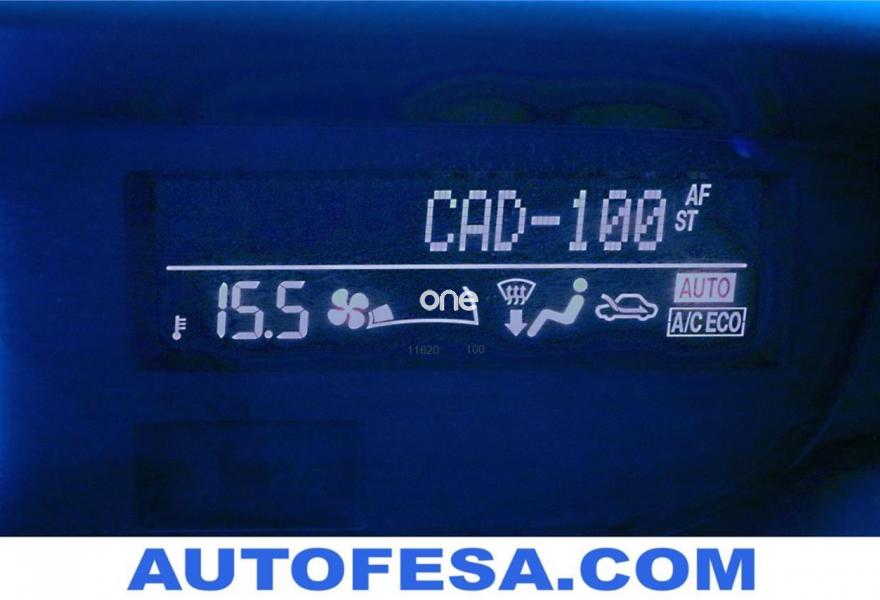 CAD-100
AF
ST
15.5
one
AUTO
A/C ECO
11620 100
AUTOFESA.COM